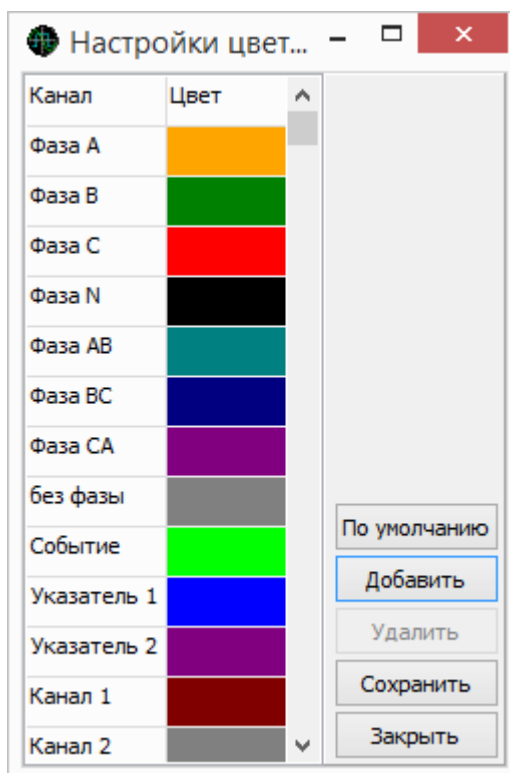 Настройки цвет...
Канал Цвет
Фаза A
Фаза B
Фаза C
Фаза N
Фаза AB
Фаза BC
Фаза CA
без фазы
Событие
Указатель 1
Указатель 2
Канал 1
Канал 2
По умолчанию
Добавить
Удалить
Сохранить
Закрыть